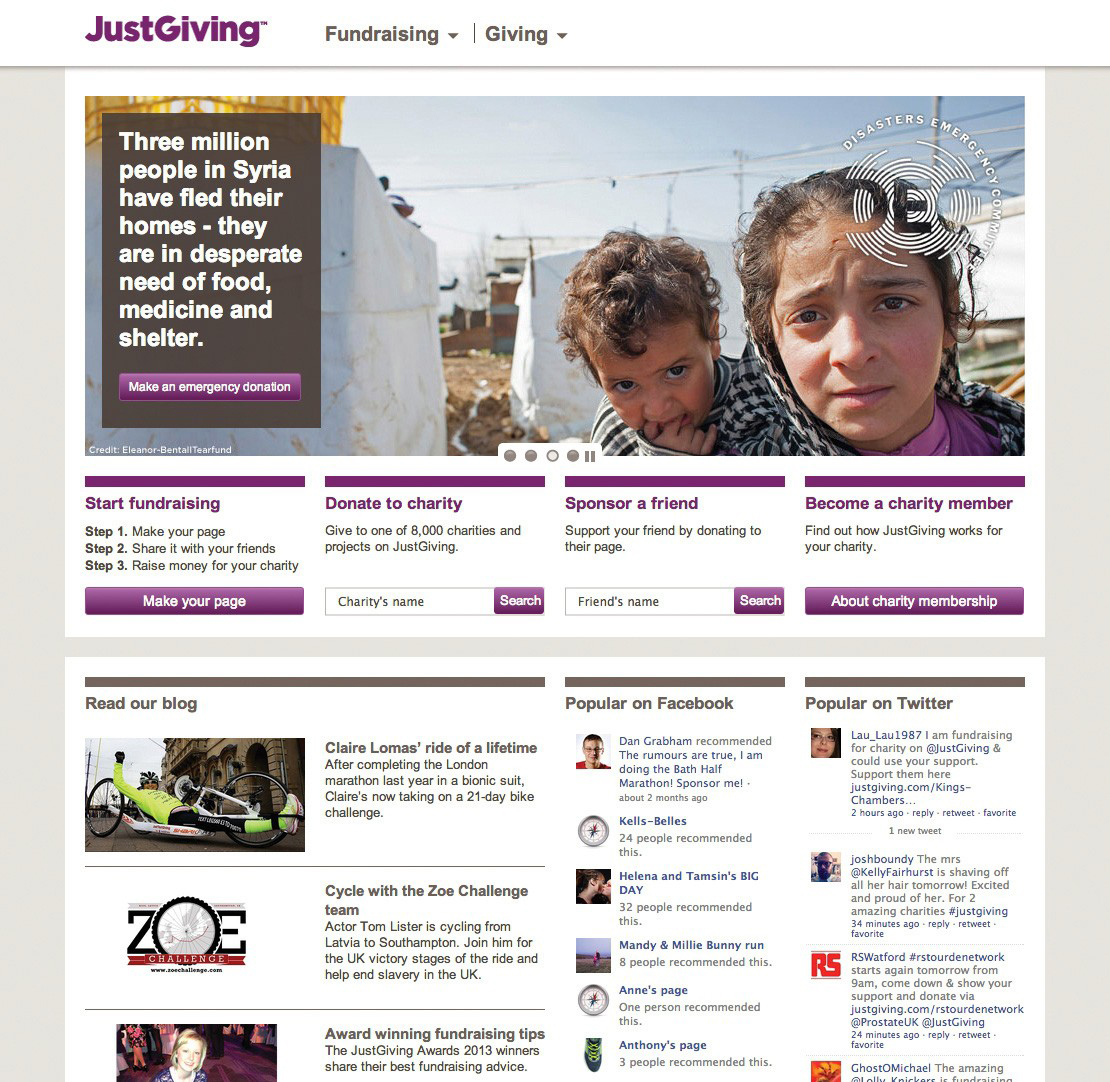 JustGiving™
Fundraising
Giving
Three million
people in Syria
have fled their
homes - they
are in desperate
need of food,
medicine and
shelter.
Make an emergency donation
DISASTERS EMERGENCY COMMITTEE
Credit: Eleanor-BentallTearfund
Start fundraising
Step 1. Make your page
Step 2. Share it with your friends
Step 3. Raise money for your charity
Make your page
Donate to charity
Give to one of 8,000 charities and
projects on JustGiving.
Charity's name
Search
Sponsor a friend
Support your friend by donating to
their page.
Friend's name
Search
Become a charity member
Find out how JustGiving works for
your charity.
About charity membership
Read our blog
Claire Lomas’ ride of a lifetime
After completing the London
marathon last year in a bionic suit,
Claire's now taking on a 21-day bike
challenge.
ZOE
CHALLENGE
www.zoechallenge.com
Cycle with the Zoe Challenge
team
Actor Tom Lister is cycling from
Latvia to Southampton. Join him for
the UK victory stages of the ride and
help end slavery in the UK.
Award winning fundraising tips
The JustGiving Awards 2013 winners
share their best fundraising advice.
Popular on Facebook
Dan Grabham recommended
The rumours are true, I am
doing the Bath Half
Marathon! Sponsor me! ·
about 2 months ago
Kells-Belles
24 people recommended
this.
Helena and Tamsin's BIG
DAY
32 people recommended
this.
Mandy & Millie Bunny run
8 people recommended this.
Anne's page
One person recommended
this.
Anthony's page
3 people recommended this.
Popular on Twitter
Lau_Lau1987 I am fundraising
for charity on @JustGiving &
could use your support.
Support them here
justgiving.com/Kings-
Chambers…
2 hours ago · reply · retweet · favorite
1 new tweet
joshboundy The mrs
@KellyFairhurst is shaving off
all her hair tomorrow! Excited
and proud of her. For 2
amazing charities #justgiving
34 minutes ago · reply · retweet ·
favorite
RS
RSWatford #rstourdenetwork
starts again tomorrow from
9am, come down & show your
support and donate via
justgiving.com/rstourdenetwork
@ProstateUK @JustGiving
24 minutes ago · reply · retweet ·
favorite
GhostOMichael The amazing
@Lolly_Knickers is fundraising